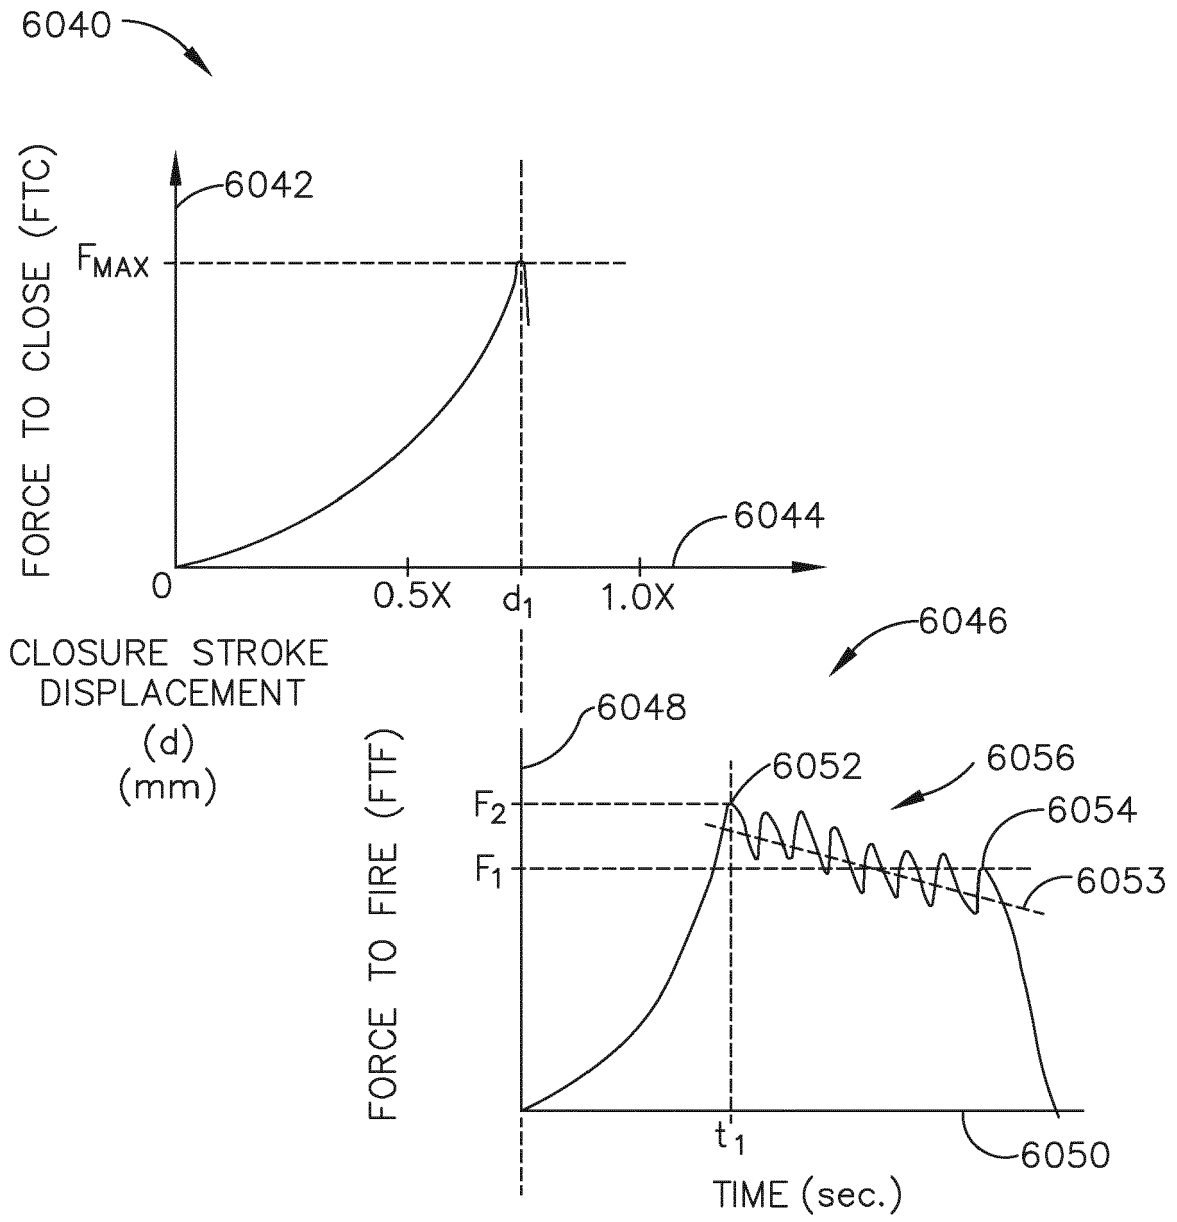 6040
FORCE TO CLOSE (FTC)
6042
FMAX
6044
0
0.5X
d1
1.0X
CLOSURE STROKE
DISPLACEMENT
(d)
(mm)
6046
6048
FORCE TO FIRE (FTF)
6052
6056
F2
6054
F1
6053
t1
6050
TIME (sec.)